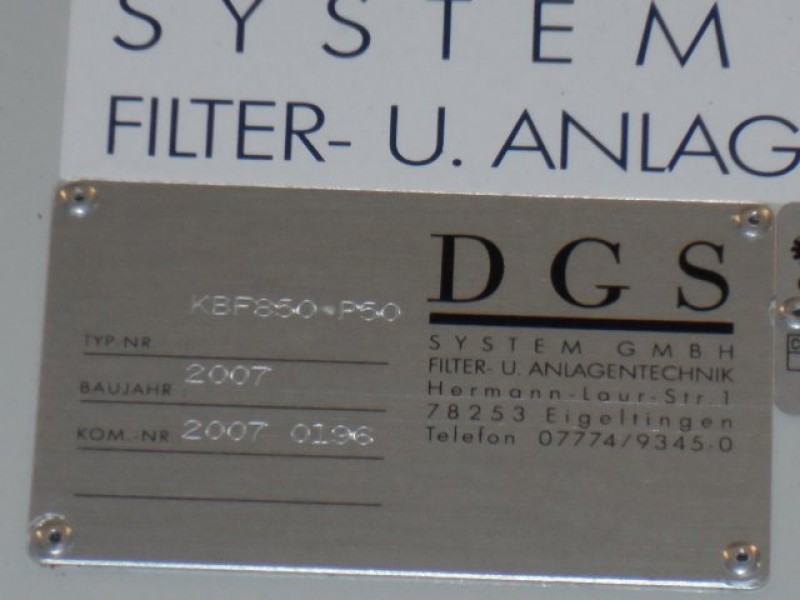 SYSTEM
FILTER- U. ANLAG
DGS
SYSTEM GMBH
FILTER- U. ANLAGENTECHNIK
Hermann-Laur-Str.1
78253 Eigeltingen
Telefon 07774/9345-0
KBF850-P50
TYP-NR. :
BAUJAHR : 2007
KOM.-NR 2007 0196